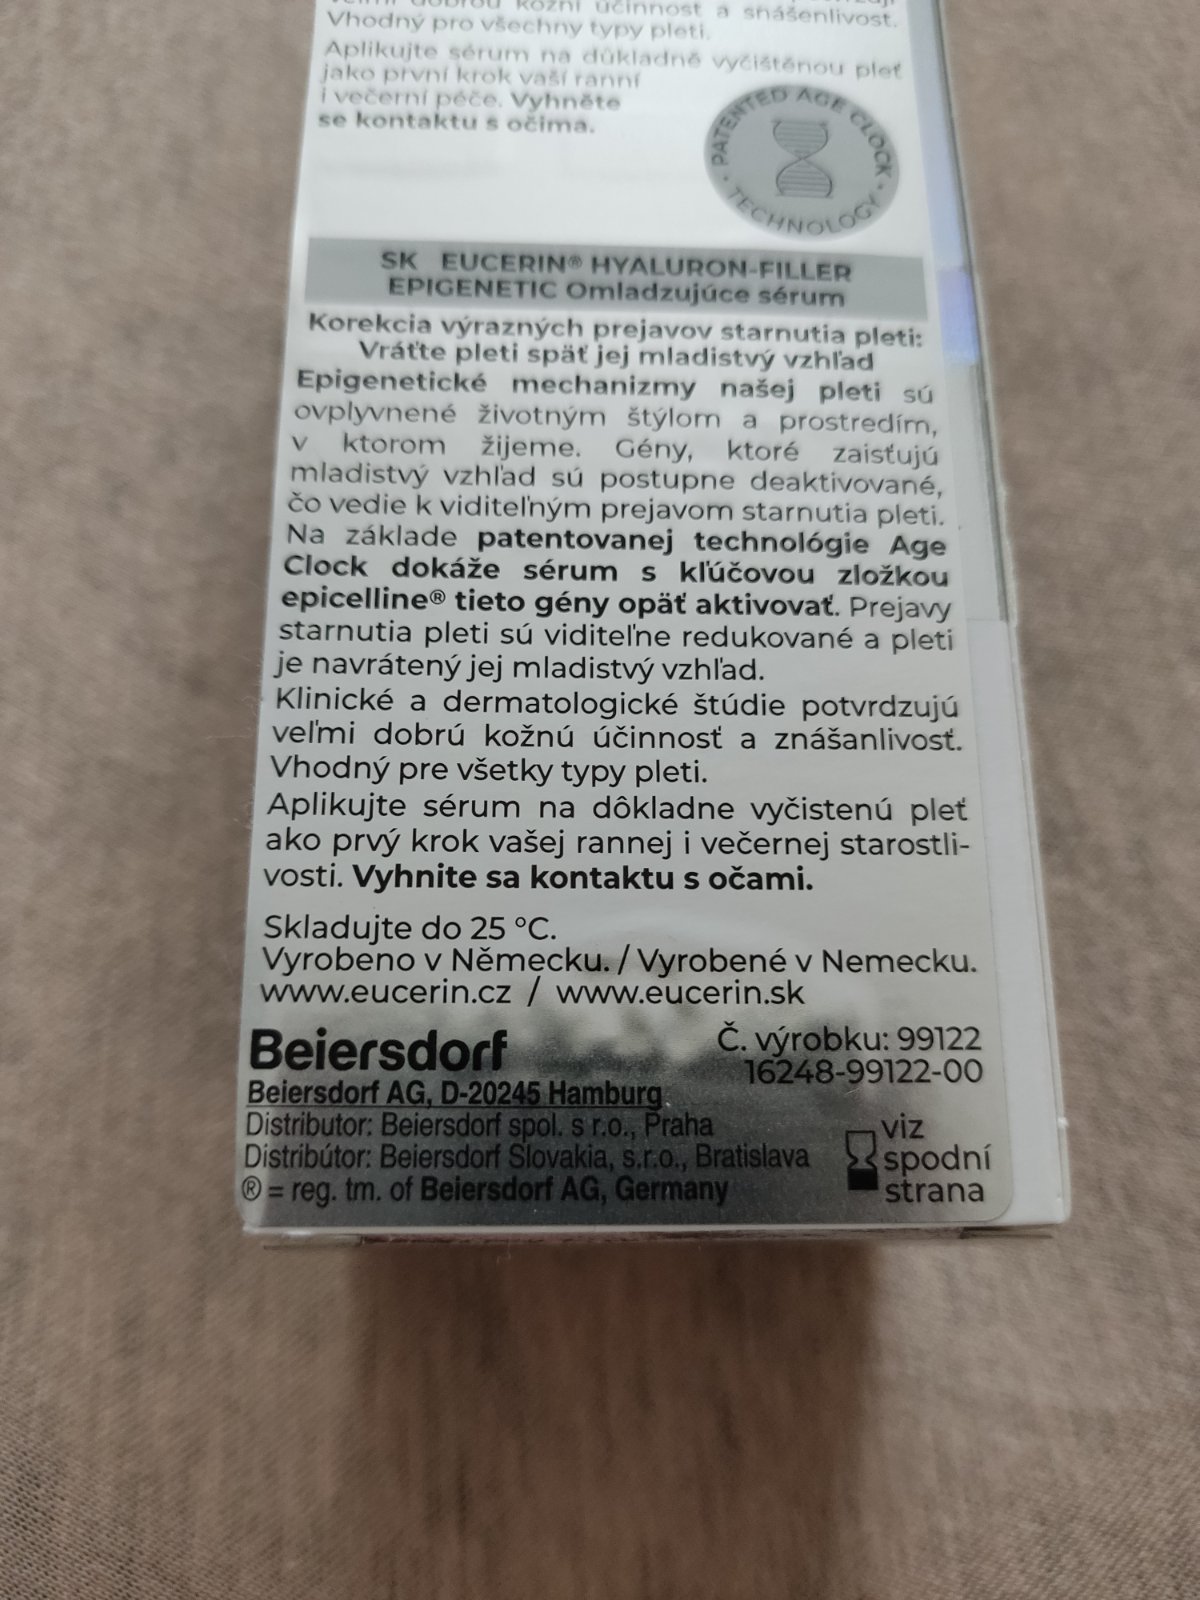 dobrou kožní účinnost a snášenlivost.
Vhodný pro všechny typy pleti.
Aplikujte sérum na důkladně vyčištěnou pleť
jako první krok vaší ranní
i večerní péče. Vyhněte
se kontaktu s očima.
PATENTED AGE CLOCK
• TECHNOLOGY •
SK EUCERIN® HYALURON-FILLER
EPIGENETIC Omladzujúce sérum
Korekcia výrazných prejavov starnutia pleti:
Vráťte pleti späť jej mladistvý vzhľad
Epigenetické mechanizmy našej pleti sú
ovplyvnené životným štýlom a prostredím,
v ktorom žijeme. Gény, ktoré zaisťujú
mladistvý vzhľad sú postupne deaktivované,
čo vedie k viditeľným prejavom starnutia pleti.
Na základe patentovanej technológie Age
Clock dokáže sérum s kľúčovou zložkou
epicelline® tieto gény opäť aktivovať. Prejavy
starnutia pleti sú viditeľne redukované a pleti
je navrátený jej mladistvý vzhľad.
Klinické a dermatologické štúdie potvrdzujú
veľmi dobrú kožnú účinnosť a znášanlivosť.
Vhodný pre všetky typy pleti.
Aplikujte sérum na dôkladne vyčistenú pleť
ako prvý krok vašej rannej i večernej starostli-
vosti. Vyhnite sa kontaktu s očami.
Skladujte do 25 °C.
Vyrobeno v Německu. / Vyrobené v Nemecku.
www.eucerin.cz / www.eucerin.sk
Beiersdorf
Č. výrobku: 99122
16248-99122-00
Beiersdorf AG, D-20245 Hamburg
Distributor: Beiersdorf spol. s r.o., Praha
Distribútor: Beiersdorf Slovakia, s.r.o., Bratislava
® = reg. tm. of Beiersdorf AG, Germany
viz
spodní
strana